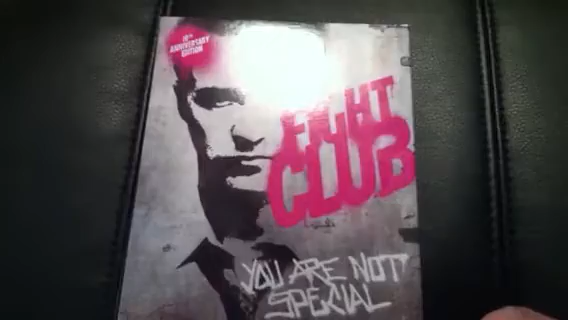 10TH
ANNIVERSARY
EDITION
FIGHT
CLUB
YOU ARE NOT
SPECIAL